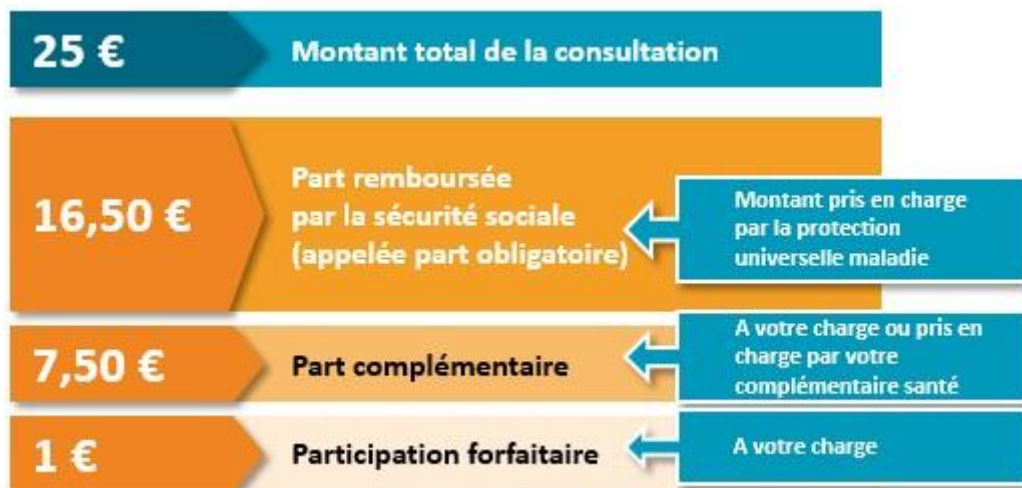 25 €
Montant total de la consultation
16,50 €
Part remboursée
par la sécurité sociale
(appelée part obligatoire)
Montant pris en charge
par la protection
universelle maladie
7,50 €
Part complémentaire
A votre charge ou pris en
charge par votre
complémentaire santé
1 €
Participation forfaitaire
A votre charge